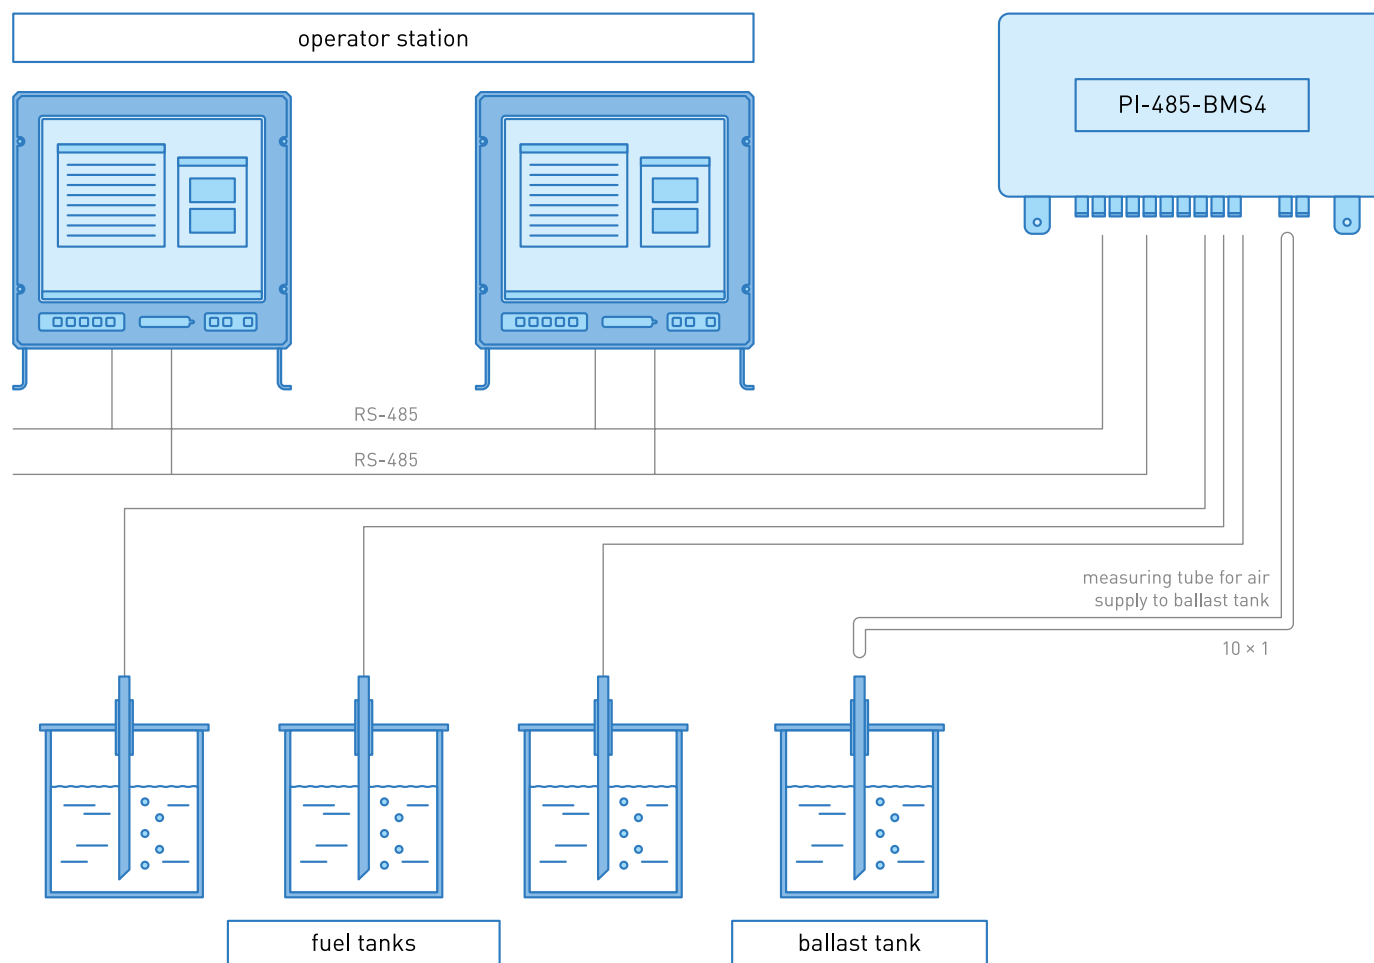 operator station
PI-485-BMS4
RS-485
RS-485
measuring tube for air
supply to ballast tank
10 × 1
fuel tanks
ballast tank